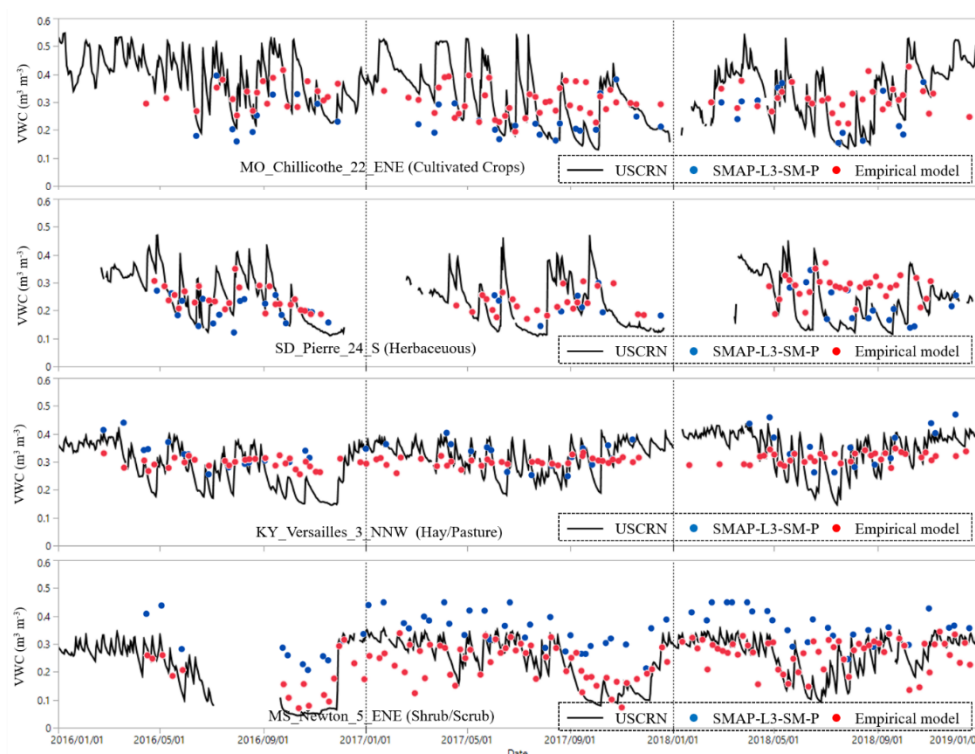 0.6
0.5
0.4
0.3
0.2
0.1
0
VWC (m³ m⁻³)
MO_Chillicothe_22_ENE (Cultivated Crops)
USCRN SMAP-L3-SM-P Empirical model
0.6
0.5
0.4
0.3
0.2
0.1
0
VWC (m³ m⁻³)
SD_Pierre_24_S (Herbaceuous)
USCRN SMAP-L3-SM-P Empirical model
0.6
0.5
0.4
0.3
0.2
0.1
0
VWC (m³ m⁻³)
KY_Versailles_3_NNW (Hay/Pasture)
USCRN SMAP-L3-SM-P Empirical model
0.6
0.5
0.4
0.3
0.2
0.1
0
VWC (m³ m⁻³)
MS_Newton_5_ENE (Shrub/Scrub)
USCRN SMAP-L3-SM-P Empirical model
2016/01/01 2016/05/01 2016/09/01 2017/01/01 2017/05/01 2017/09/01 2018/01/01 2018/05/01 2018/09/01 2019/01/0
Date